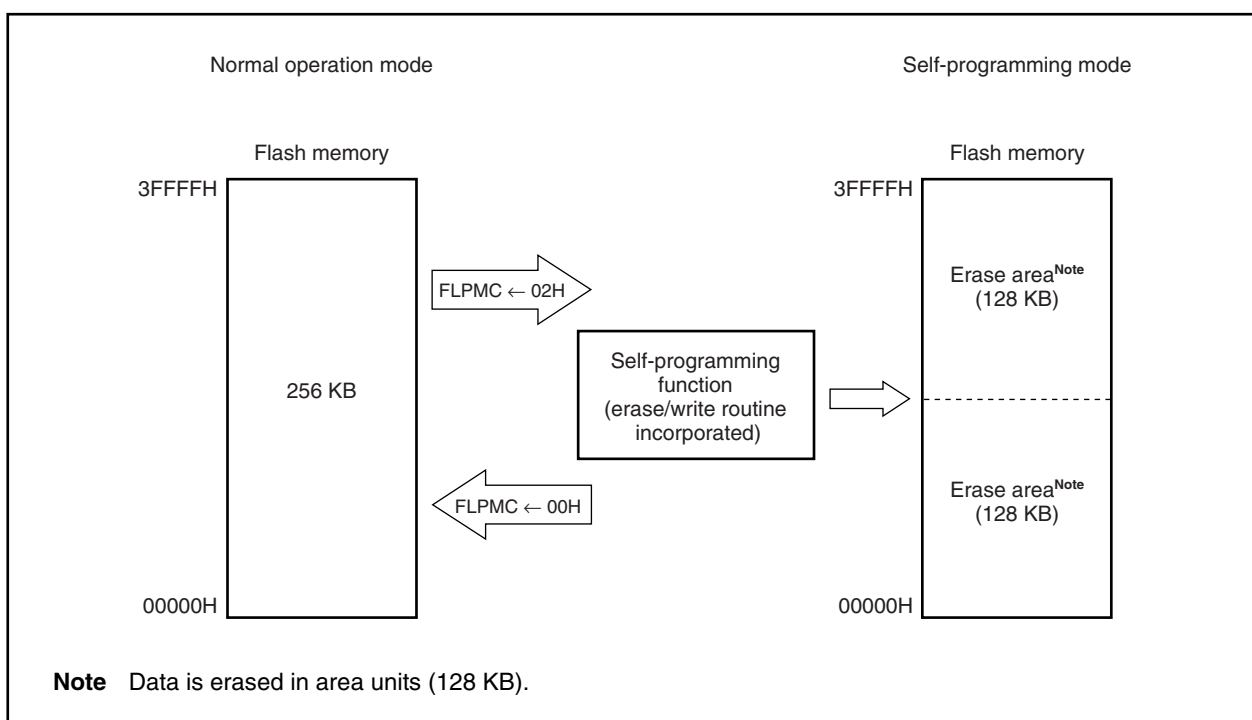 Normal operation mode
Self-programming mode
Flash memory
Flash memory
3FFFFH
3FFFFH
FLPMC ← 02H
Erase areaNote
(128 KB)
256 KB
Self-programming
function
(erase/write routine
incorporated)
FLPMC ← 00H
Erase areaNote
(128 KB)
00000H
00000H
Note Data is erased in area units (128 KB).